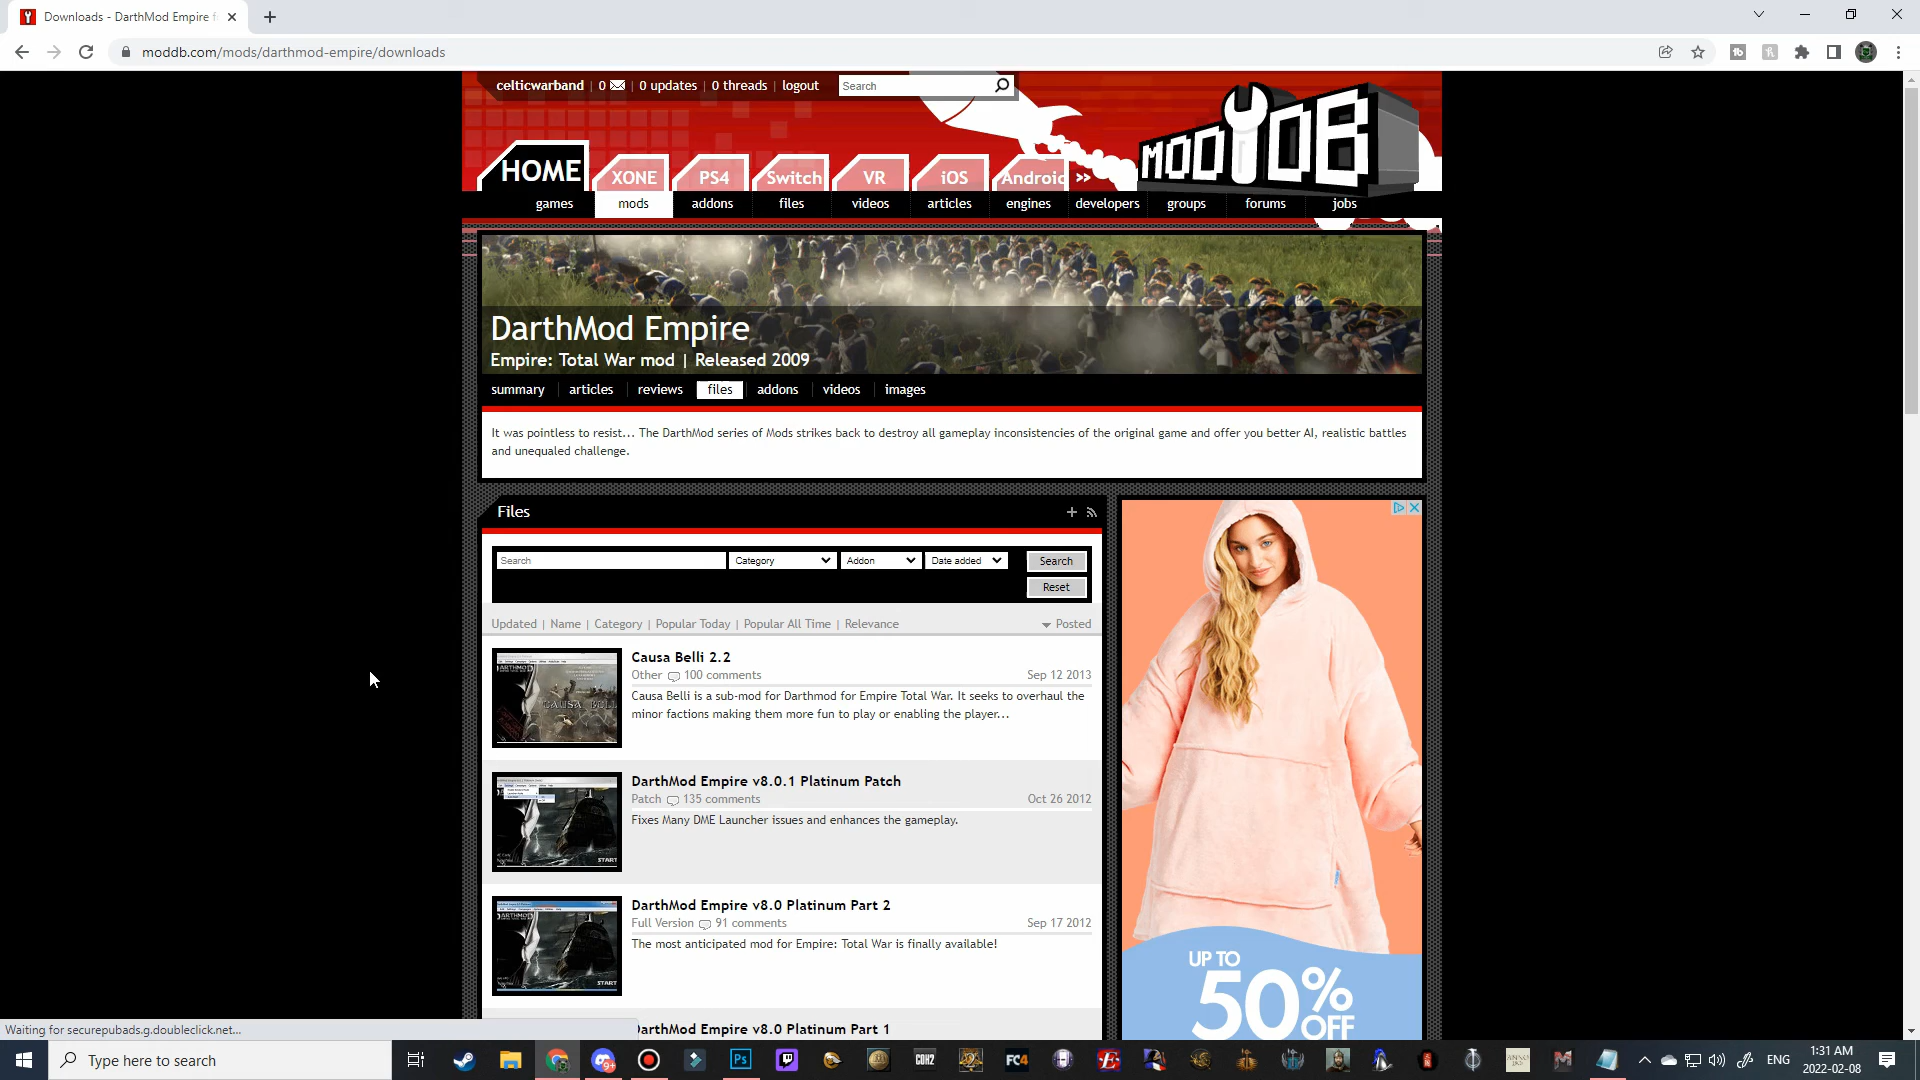 Downloads - DarthMod Empire f
moddb.com/mods/darthmod-empire/downloads
celticwarband | 0 | 0 updates | 0 threads | logout
Search
MOD DB
HOME XONE PS4 Switch VR iOS Android >>
games mods addons files videos articles engines developers groups forums jobs
DarthMod Empire
Empire: Total War mod | Released 2009
summary articles reviews files addons videos images
It was pointless to resist... The DarthMod series of Mods strikes back to destroy all gameplay inconsistencies of the original game and offer you better AI, realistic battles
and unequaled challenge.
Files
Search Category Addon Date added Search
Reset
Updated | Name | Category | Popular Today | Popular All Time | Relevance Posted
Causa Belli 2.2
Other 100 comments Sep 12 2013
Causa Belli is a sub-mod for Darthmod for Empire Total War. It seeks to overhaul the
minor factions making them more fun to play or enabling the player...
DarthMod Empire v8.0.1 Platinum Patch
Patch 135 comments Oct 26 2012
Fixes Many DME Launcher issues and enhances the gameplay.
START
DarthMod Empire v8.0 Platinum Part 2
Full Version 91 comments Sep 17 2012
The most anticipated mod for Empire: Total War is finally available!
START
DarthMod Empire v8.0 Platinum Part 1
UP TO
50%
OFF
Waiting for securepubads.g.doubleclick.net...
Type here to search
9+
Ps
COH2
FC4
ANNO
ENG
1:31 AM
2022-02-08